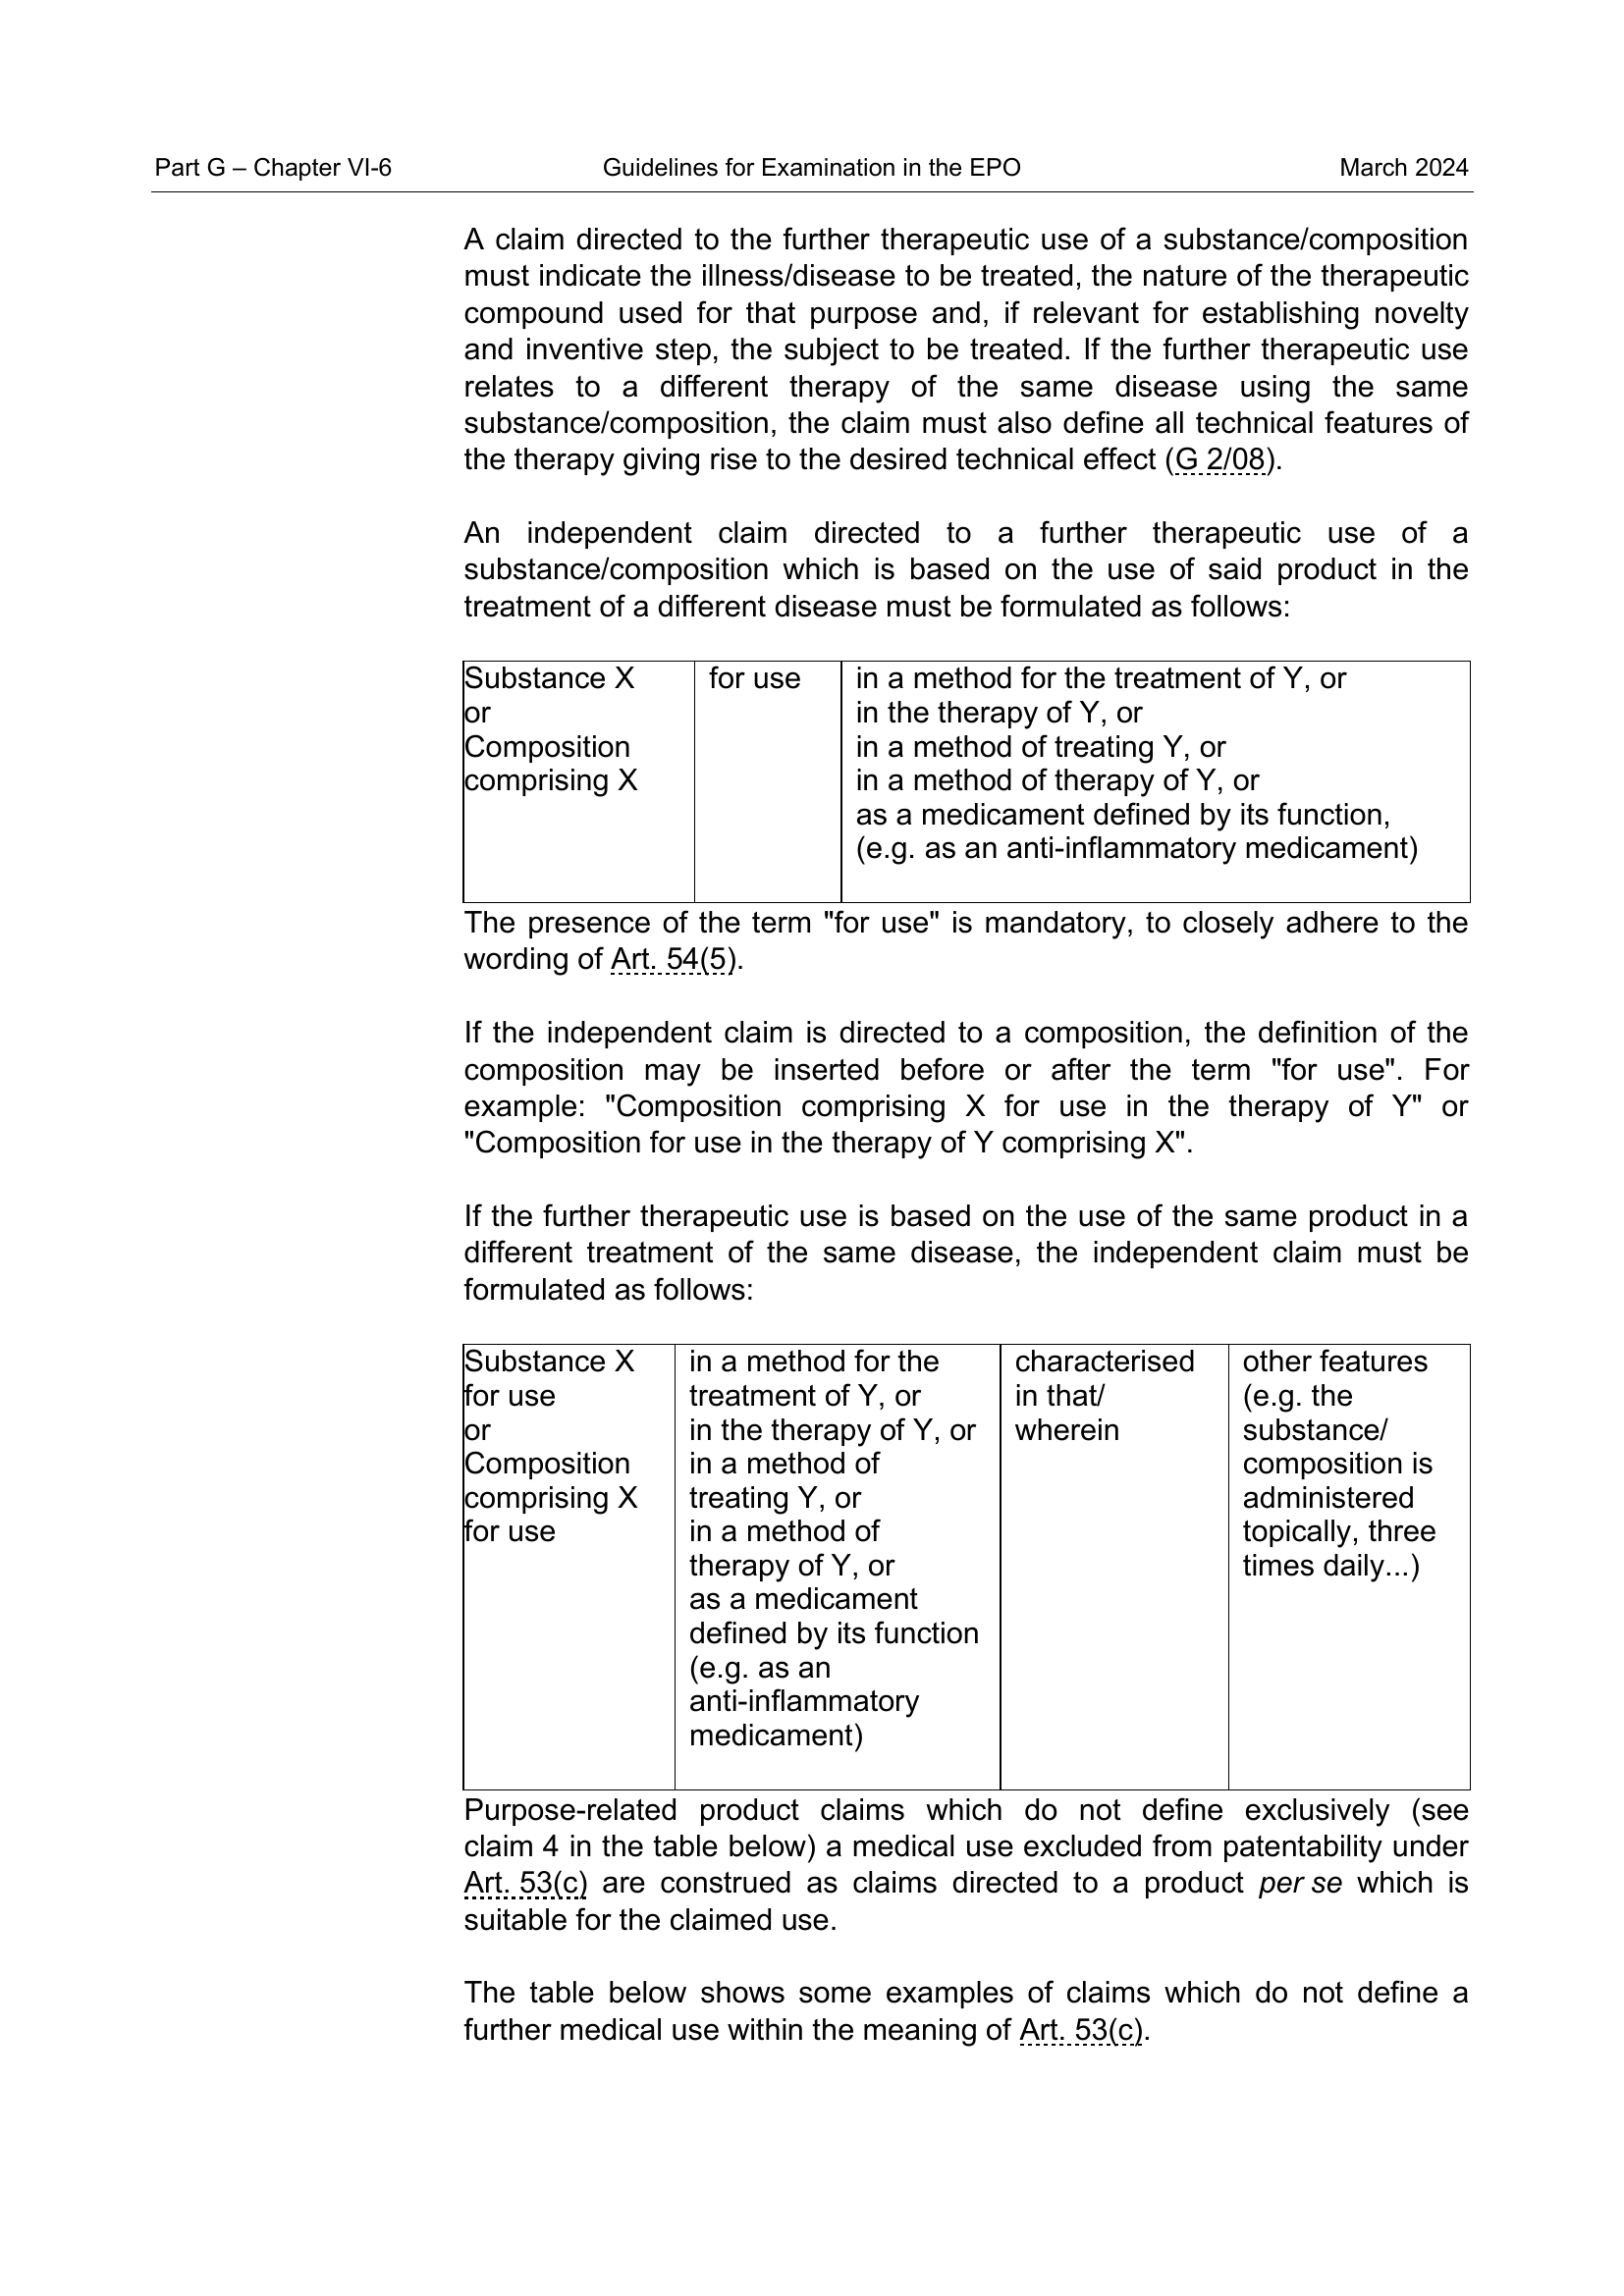 Part G – Chapter VI-6 Guidelines for Examination in the EPO March 2024
A claim directed to the further therapeutic use of a substance/composition
must indicate the illness/disease to be treated, the nature of the therapeutic
compound used for that purpose and, if relevant for establishing novelty
and inventive step, the subject to be treated. If the further therapeutic use
relates to a different therapy of the same disease using the same
substance/composition, the claim must also define all technical features of
the therapy giving rise to the desired technical effect (G 2/08).
An independent claim directed to a further therapeutic use of a
substance/composition which is based on the use of said product in the
treatment of a different disease must be formulated as follows:
Substance X
or
Composition
comprising X
for use
in a method for the treatment of Y, or
in the therapy of Y, or
in a method of treating Y, or
in a method of therapy of Y, or
as a medicament defined by its function,
(e.g. as an anti-inflammatory medicament)
The presence of the term "for use" is mandatory, to closely adhere to the
wording of Art. 54(5).
If the independent claim is directed to a composition, the definition of the
composition may be inserted before or after the term "for use". For
example: "Composition comprising X for use in the therapy of Y" or
"Composition for use in the therapy of Y comprising X".
If the further therapeutic use is based on the use of the same product in a
different treatment of the same disease, the independent claim must be
formulated as follows:
Substance X
for use
or
Composition
comprising X
for use
in a method for the
treatment of Y, or
in the therapy of Y, or
in a method of
treating Y, or
in a method of
therapy of Y, or
as a medicament
defined by its function
(e.g. as an
anti-inflammatory
medicament)
characterised
in that/
wherein
other features
(e.g. the
substance/
composition is
administered
topically, three
times daily...)
Purpose-related product claims which do not define exclusively (see
claim 4 in the table below) a medical use excluded from patentability under
Art. 53(c) are construed as claims directed to a product per se which is
suitable for the claimed use.
The table below shows some examples of claims which do not define a
further medical use within the meaning of Art. 53(c).